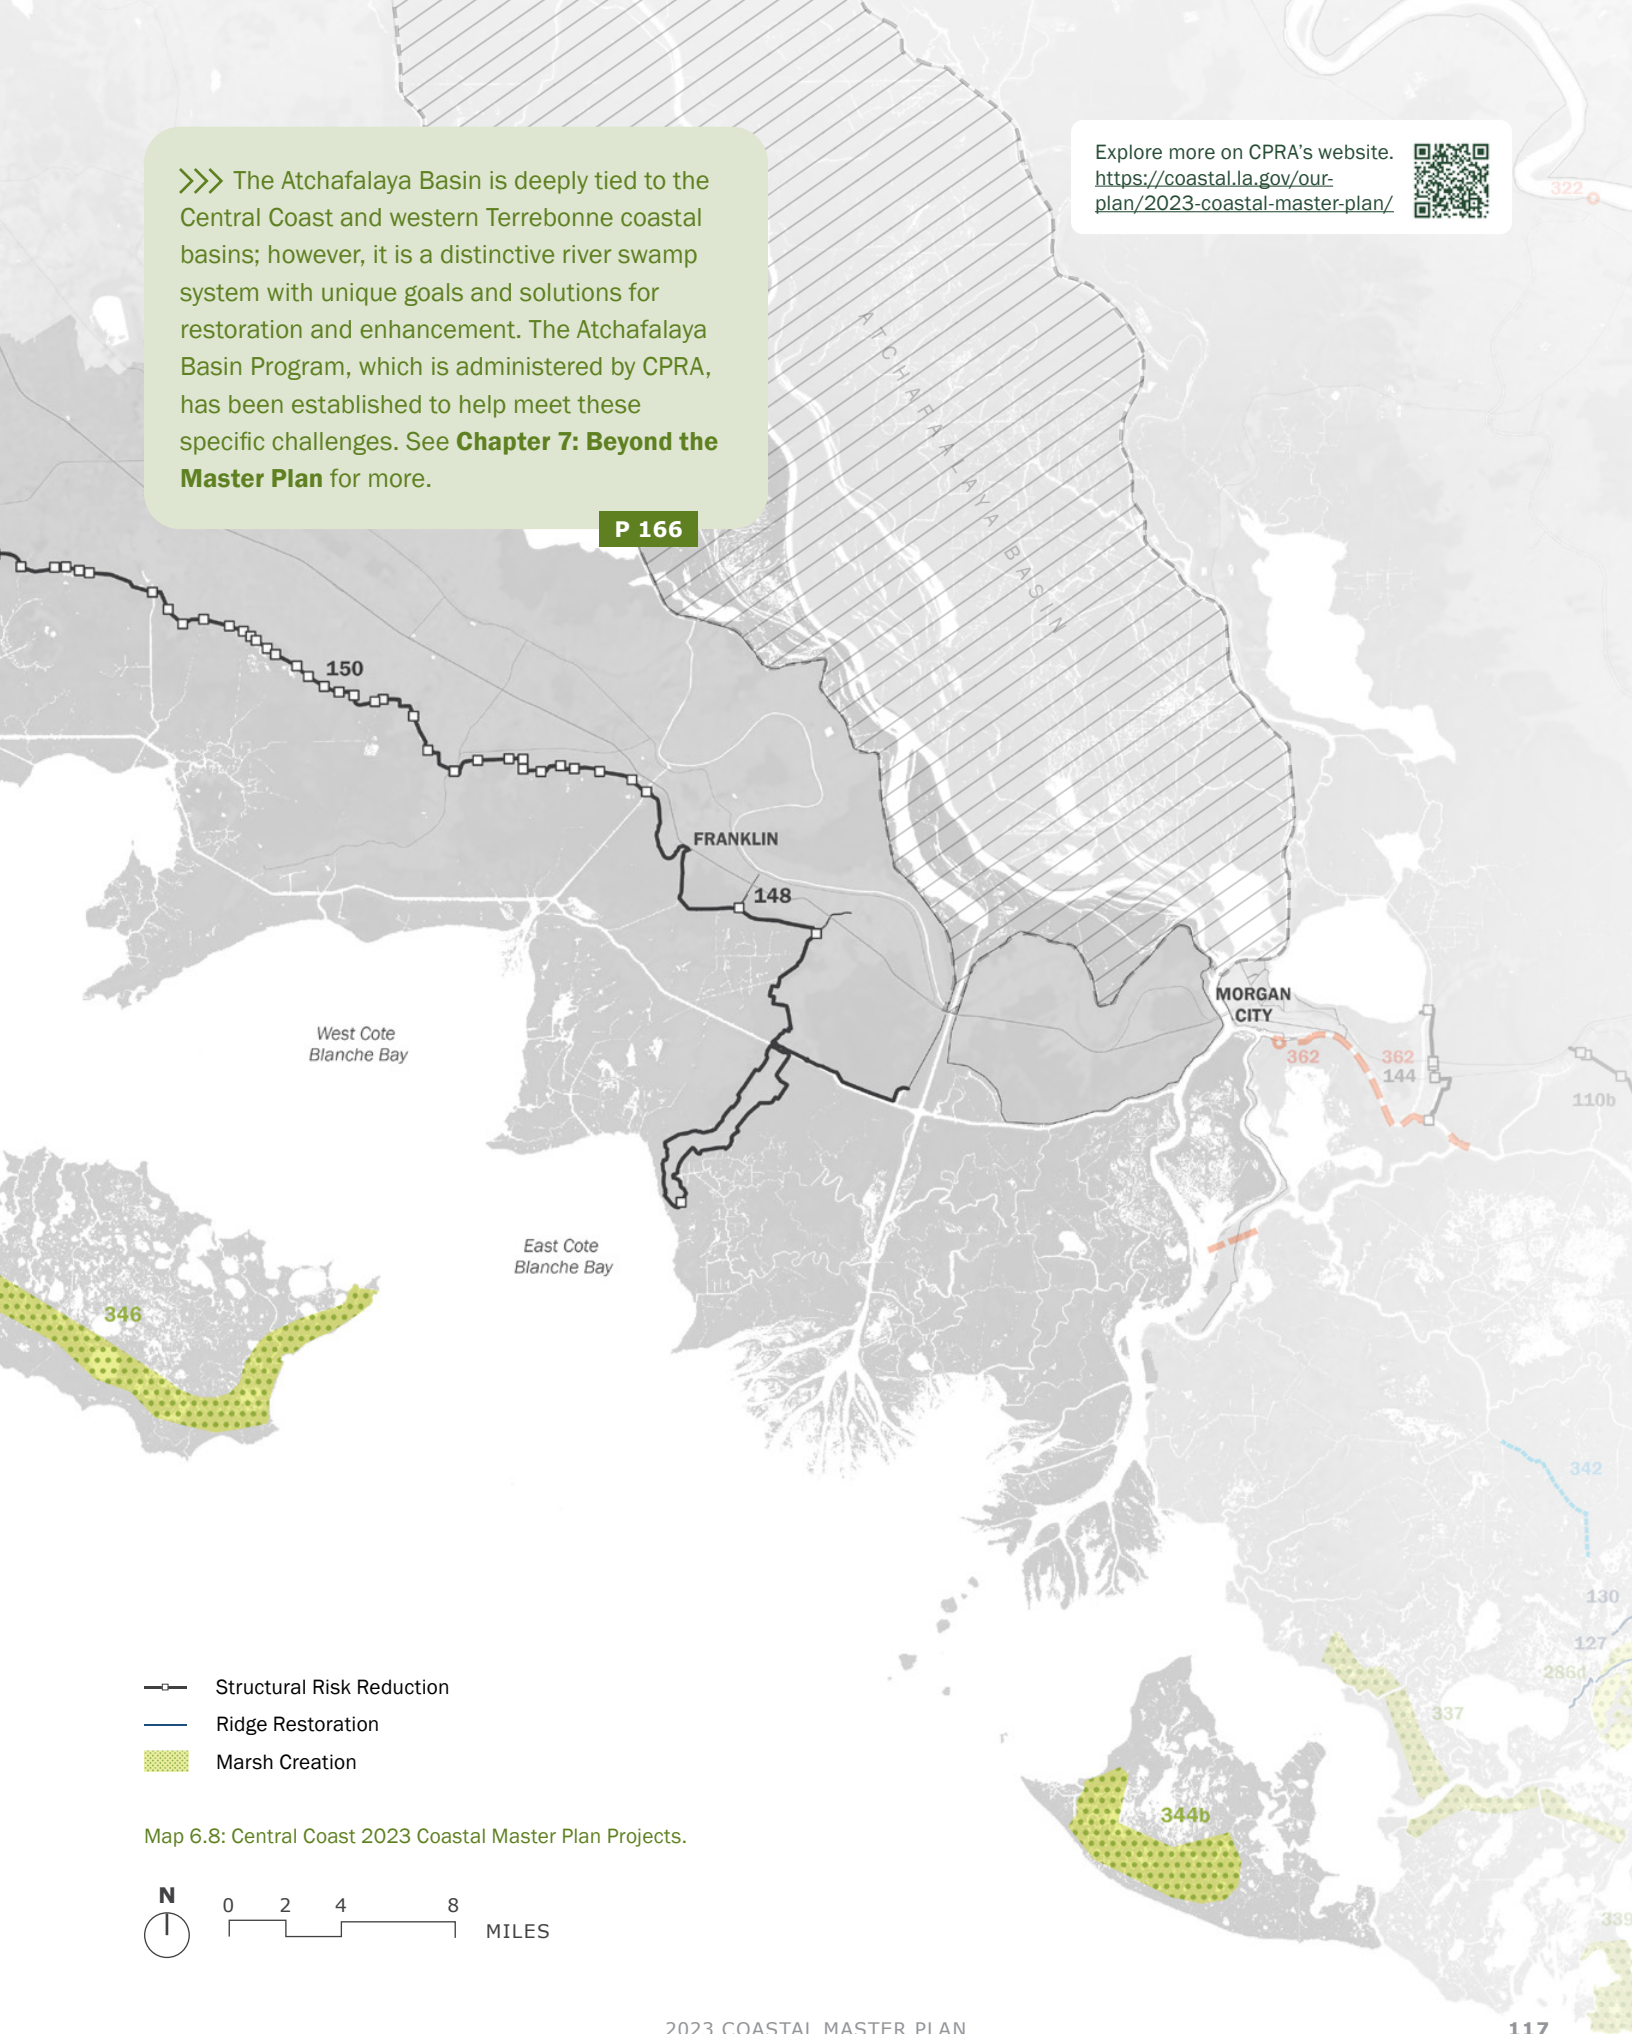 >>> The Atchafalaya Basin is deeply tied to the
Central Coast and western Terrebonne coastal
basins; however, it is a distinctive river swamp
system with unique goals and solutions for
restoration and enhancement. The Atchafalaya
Basin Program, which is administered by CPRA,
has been established to help meet these
specific challenges. See Chapter 7: Beyond the
Master Plan for more.
P 166
Explore more on CPRA's website.
https://coastal.la.gov/our-
plan/2023-coastal-master-plan/
322
ATCHAFALAYA BASIN
150
FRANKLIN
148
MORGAN
CITY
362
362
144
110b
West Cote
Blanche Bay
East Cote
Blanche Bay
346
342
130
127
286d
337
344b
339
Structural Risk Reduction
Ridge Restoration
Marsh Creation
Map 6.8: Central Coast 2023 Coastal Master Plan Projects.
N
0 2 4 8
MILES
2023 COASTAL MASTER PLAN
117